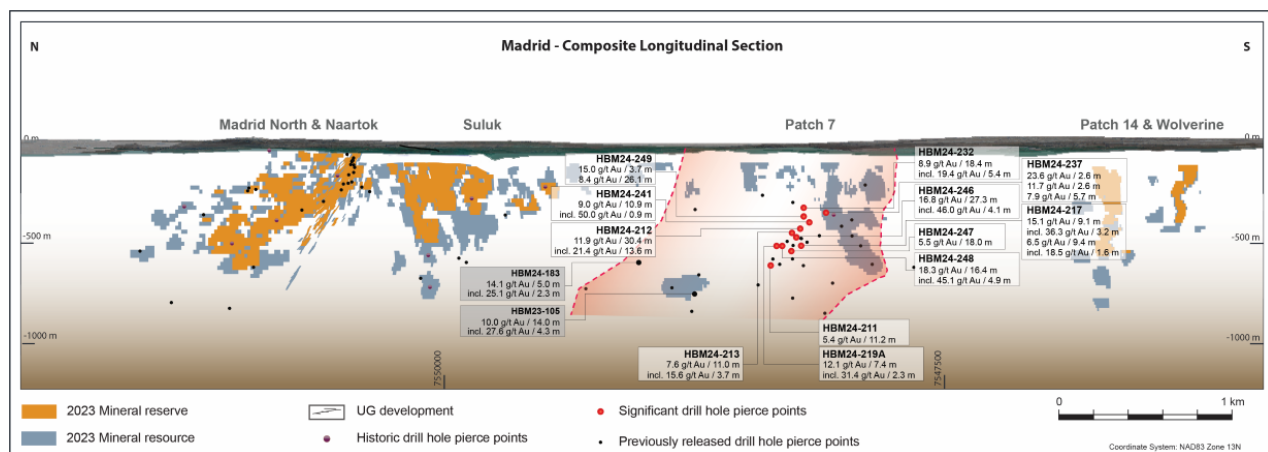 N
Madrid - Composite Longitudinal Section
S
Madrid North & Naartok
Suluk
Patch 7
Patch 14 & Wolverine
0 m
0 m
-500 m
-500 m
-1000 m
-1000 m
HBM24-249
15.0 g/t Au / 3.7 m
8.4 g/t Au / 26.1 m
HBM24-241
9.0 g/t Au / 10.9 m
incl. 50.0 g/t Au / 0.9 m
HBM24-212
11.9 g/t Au / 30.4 m
incl. 21.4 g/t Au / 13.6 m
HBM24-183
14.1 g/t Au / 5.0 m
incl. 25.1 g/t Au / 2.3 m
HBM23-105
10.0 g/t Au / 14.0 m
incl. 27.6 g/t Au / 4.3 m
HBM24-213
7.6 g/t Au / 11.0 m
incl. 15.6 g/t Au / 3.7 m
HBM24-211
5.4 g/t Au / 11.2 m
HBM24-219A
12.1 g/t Au / 7.4 m
incl. 31.4 g/t Au / 2.3 m
HBM24-232
8.9 g/t Au / 18.4 m
incl. 19.4 g/t Au / 5.4 m
HBM24-246
16.8 g/t Au / 27.3 m
incl. 46.0 g/t Au / 4.1 m
HBM24-247
5.5 g/t Au / 18.0 m
HBM24-248
18.3 g/t Au / 16.4 m
incl. 45.1 g/t Au / 4.9 m
HBM24-237
23.6 g/t Au / 2.6 m
11.7 g/t Au / 2.6 m
7.9 g/t Au / 5.7 m
HBM24-217
15.1 g/t Au / 9.1 m
incl. 36.3 g/t Au / 3.2 m
6.5 g/t Au / 9.4 m
incl. 18.5 g/t Au / 1.6 m
7550000
7547500
2023 Mineral reserve
2023 Mineral resource
UG development
Historic drill hole pierce points
Significant drill hole pierce points
Previously released drill hole pierce points
0
1 km
Coordinate System: NAD83 Zone 13N